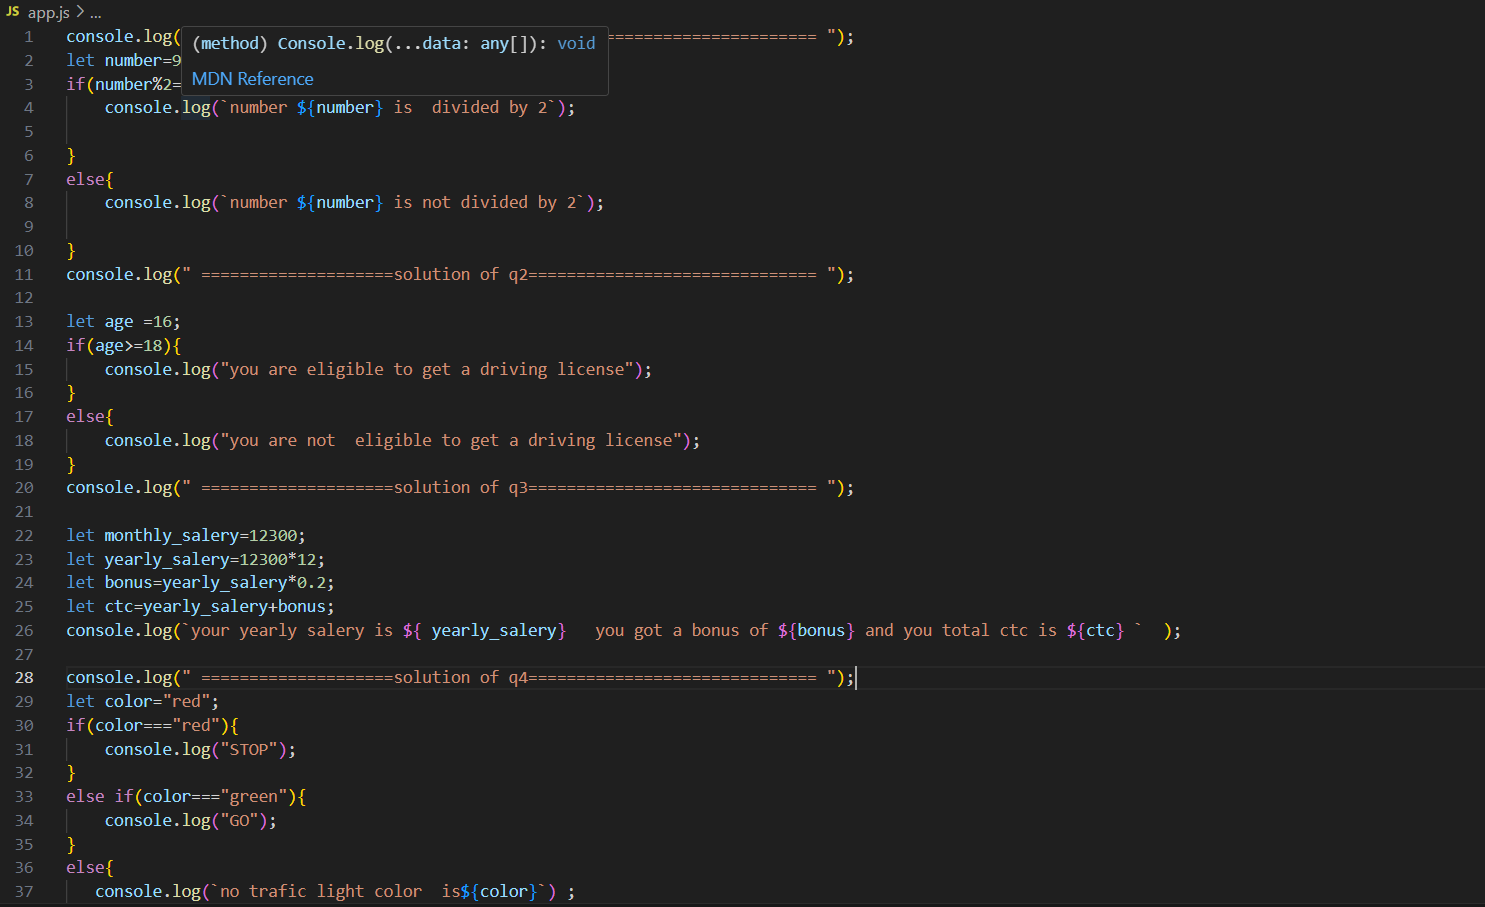 JS app.js > ...
1 console.log(
(method) Console.log(...data: any[]): void
============================== ");
2 let number=9
MDN Reference
3 if(number%2=
4 console.log(`number ${number} is  divided by 2`);
5
6 }
7 else{
8 console.log(`number ${number} is not divided by 2`);
9
10 }
11 console.log(" ====================solution of q2============================== ");
12
13 let age =16;
14 if(age>=18){
15 console.log("you are eligible to get a driving license");
16 }
17 else{
18 console.log("you are not  eligible to get a driving license");
19 }
20 console.log(" ====================solution of q3============================== ");
21
22 let monthly_salery=12300;
23 let yearly_salery=12300*12;
24 let bonus=yearly_salery*0.2;
25 let ctc=yearly_salery+bonus;
26 console.log(`your yearly salery is ${ yearly_salery}   you got a bonus of ${bonus} and you total ctc is ${ctc} `  );
27
28 console.log(" ====================solution of q4============================== ");
29 let color="red";
30 if(color==="red"){
31 console.log("STOP");
32 }
33 else if(color==="green"){
34 console.log("GO");
35 }
36 else{
37 console.log(`no trafic light color  is${color}`) ;